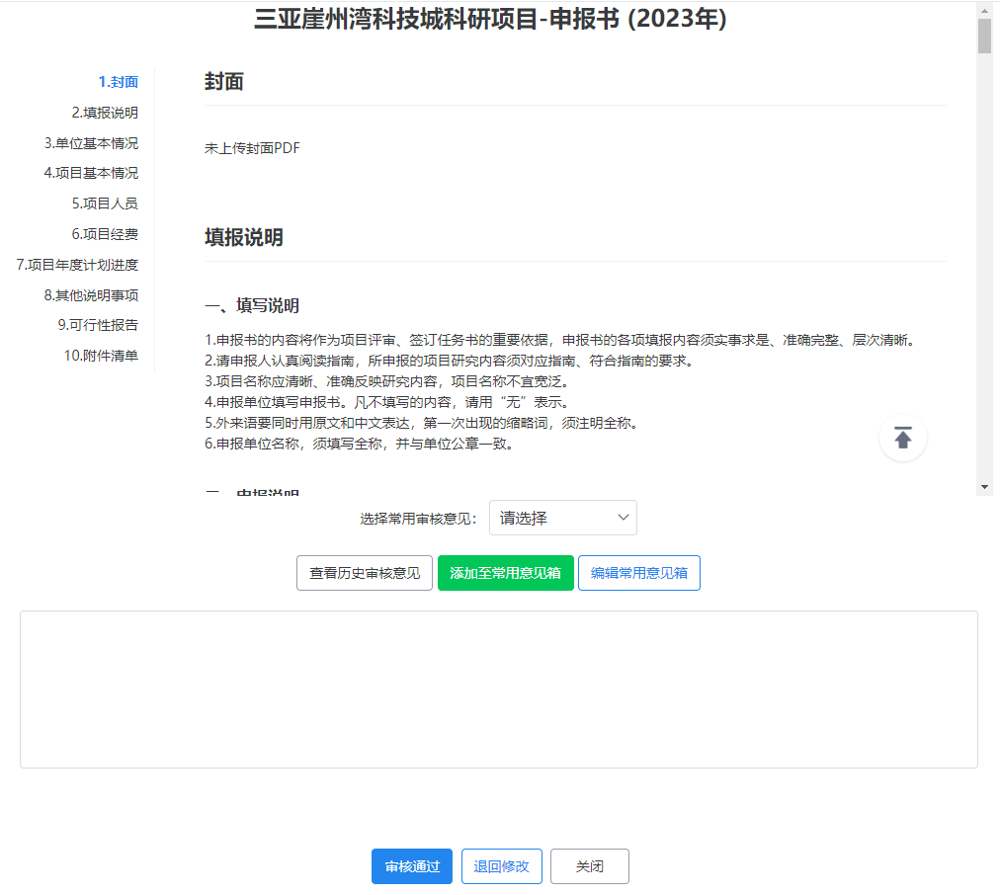 三亚崖州湾科技城科研项目-申报书 (2023年)
1.封面
2.填报说明
3.单位基本情况
4.项目基本情况
5.项目人员
6.项目经费
7.项目年度计划进度
8.其他说明事项
9.可行性报告
10.附件清单
封面
未上传封面PDF
填报说明
一、填写说明
1.申报书的内容将作为项目评审、签订任务书的重要依据，申报书的各项填报内容须实事求是、准确完整、层次清晰。
2.请申报人认真阅读指南，所申报的项目研究内容须对应指南、符合指南的要求。
3.项目名称应清晰、准确反映研究内容，项目名称不宜宽泛。
4.申报单位填写申报书。凡不填写的内容，请用“无”表示。
5.外来语要同时用原文和中文表达，第一次出现的缩略词，须注明全称。
6.申报单位名称，须填写全称，并与单位公章一致。
二、申报说明
选择常用审核意见：
请选择
查看历史审核意见
添加至常用意见箱
编辑常用意见箱
审核通过
退回修改
关闭